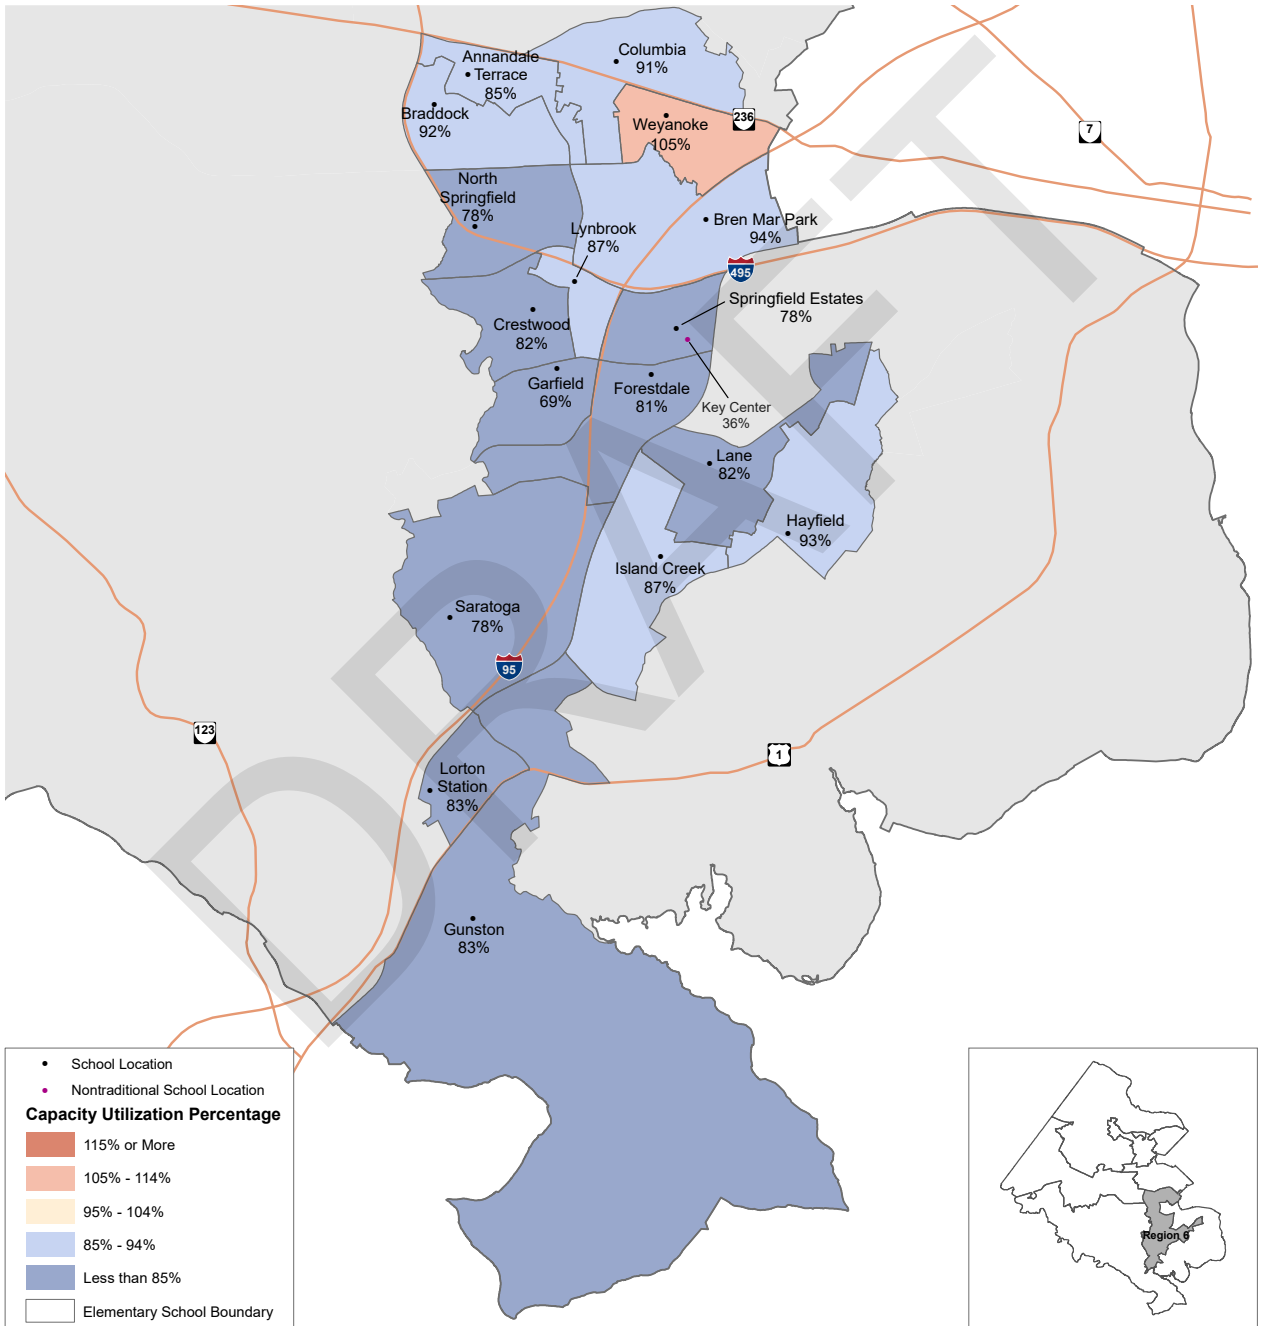 Columbia
91%
Annandale
Terrace
85%
Braddock
92%
Weyanoke
105%
236
7
North
Springfield
78%
Lynbrook
87%
Bren Mar Park
94%
495
Springfield Estates
78%
Crestwood
82%
Garfield
69%
Forestdale
81%
Key Center
36%
Lane
82%
Hayfield
93%
Island Creek
87%
Saratoga
78%
95
123
1
Lorton
Station
83%
Gunston
83%
DRAFT
School Location
Nontraditional School Location
Capacity Utilization Percentage
115% or More
105% - 114%
95% - 104%
85% - 94%
Less than 85%
Elementary School Boundary
Region 6